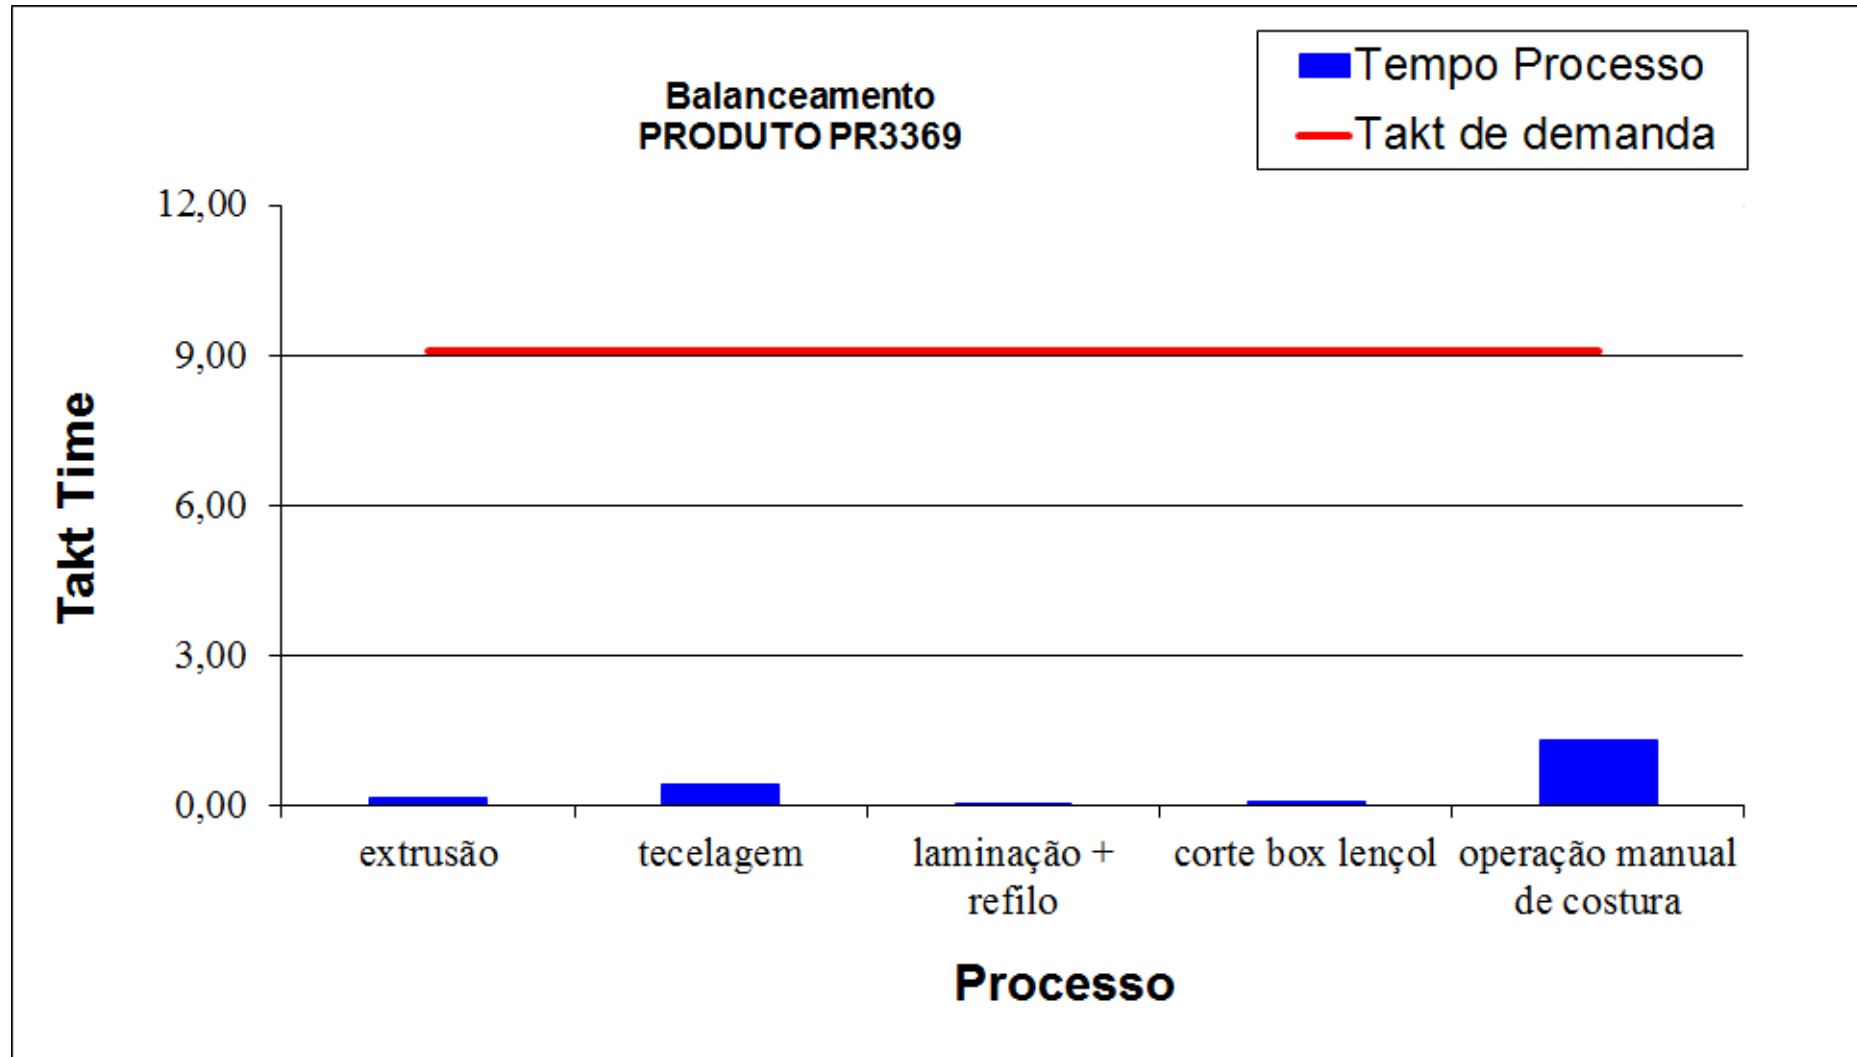 Tempo Processo
Takt de demanda
Balanceamento
PRODUTO PR3369
12,00
9,00
6,00
3,00
0,00
Takt Time
extrusão
tecelagem
laminação +
refilo
corte box lençol
operação manual
de costura
Processo